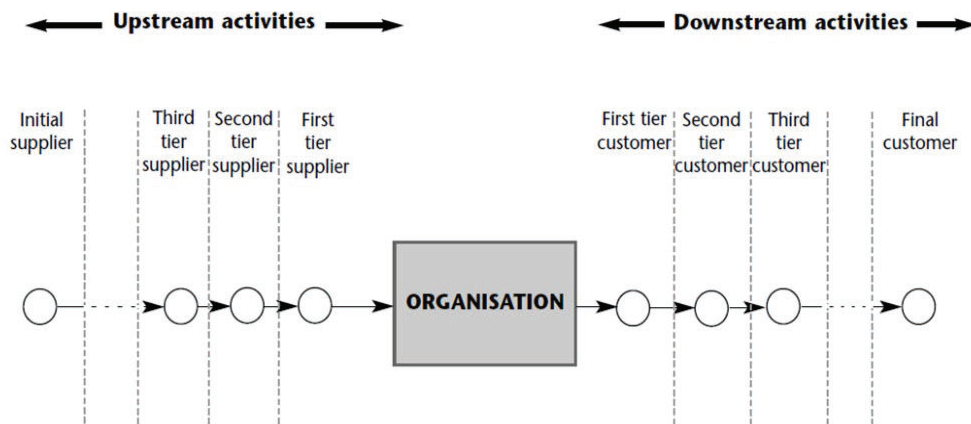 Upstream activities
Downstream activities
Initial
supplier
Third
tier
supplier
Second
tier
supplier
First
tier
supplier
First tier
customer
Second
tier
customer
Third
tier
customer
Final
customer
ORGANISATION